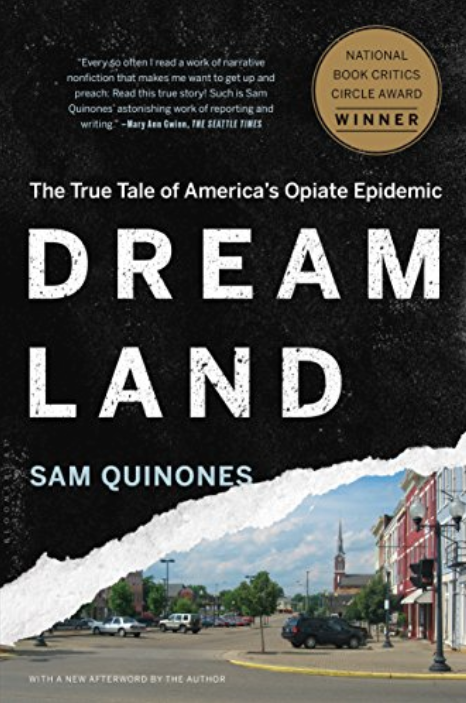 "Every so often I read a work of narrative
nonfiction that makes me want to get up and
preach: Read this true story! Such is Sam
Quinones' astonishing work of reporting and
writing." –Mary Ann Gwinn, THE SEATTLE TIMES
NATIONAL
BOOK CRITICS
CIRCLE AWARD
WINNER
The True Tale of America's Opiate Epidemic
DREAM
LAND
SAM QUINONES
BLOOMSBURY
WITH A NEW AFTERWORD BY THE AUTHOR